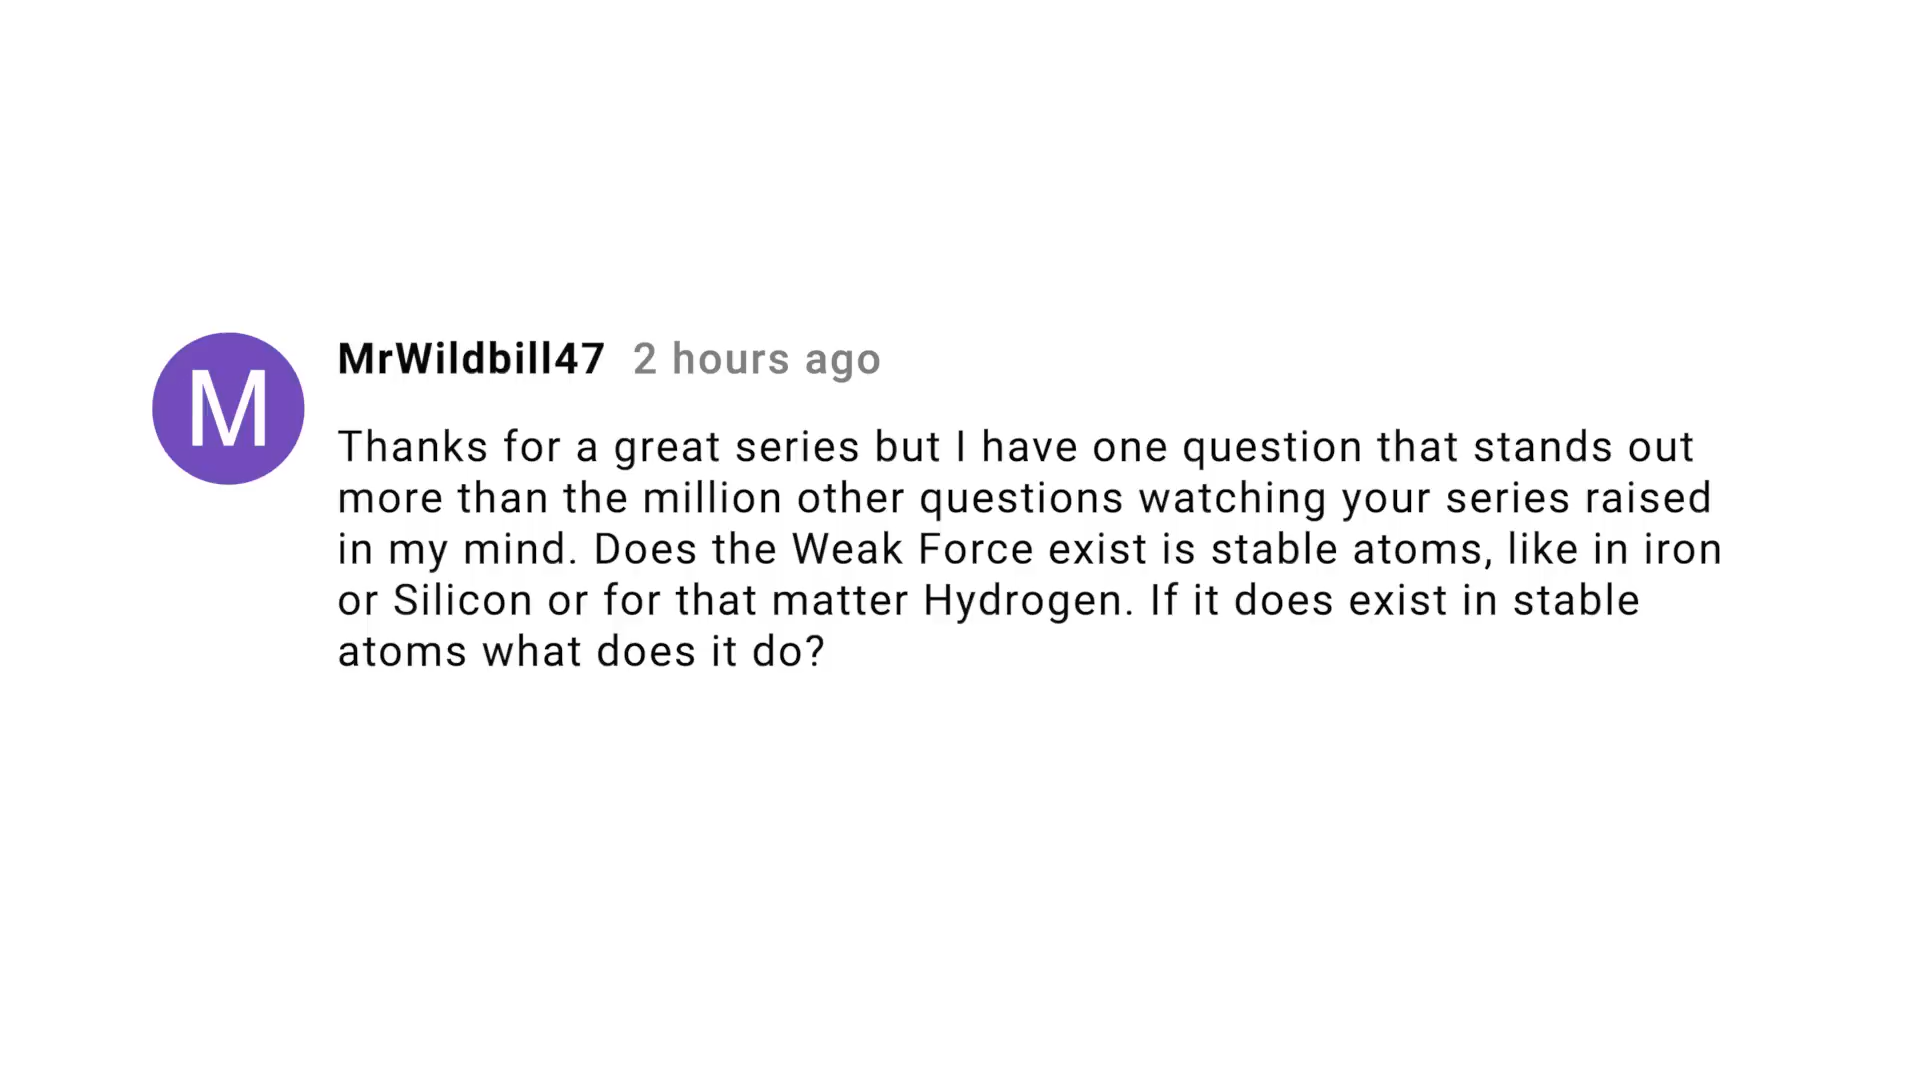 M
MrWildbill47 2 hours ago
Thanks for a great series but I have one question that stands out
more than the million other questions watching your series raised
in my mind. Does the Weak Force exist is stable atoms, like in iron
or Silicon or for that matter Hydrogen. If it does exist in stable
atoms what does it do?